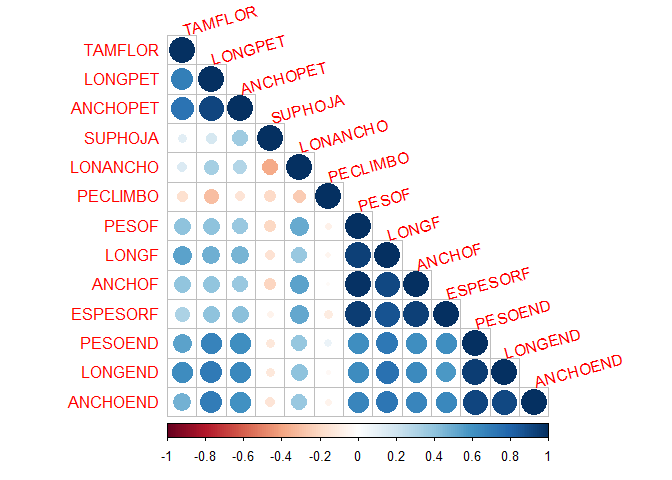 TAMFLOR
TAMFLOR
LONGPET
LONGPET
ANCHOPET
ANCHOPET
SUPHOJA
SUPHOJA
LONANCHO
LONANCHO
PECLIMBO
PECLIMBO
PESOF
PESOF
LONGF
LONGF
ANCHOF
ANCHOF
ESPESORF
ESPESORF
PESOEND
PESOEND
LONGEND
LONGEND
ANCHOEND
ANCHOEND
-1 -0.8 -0.6 -0.4 -0.2 0 0.2 0.4 0.6 0.8 1